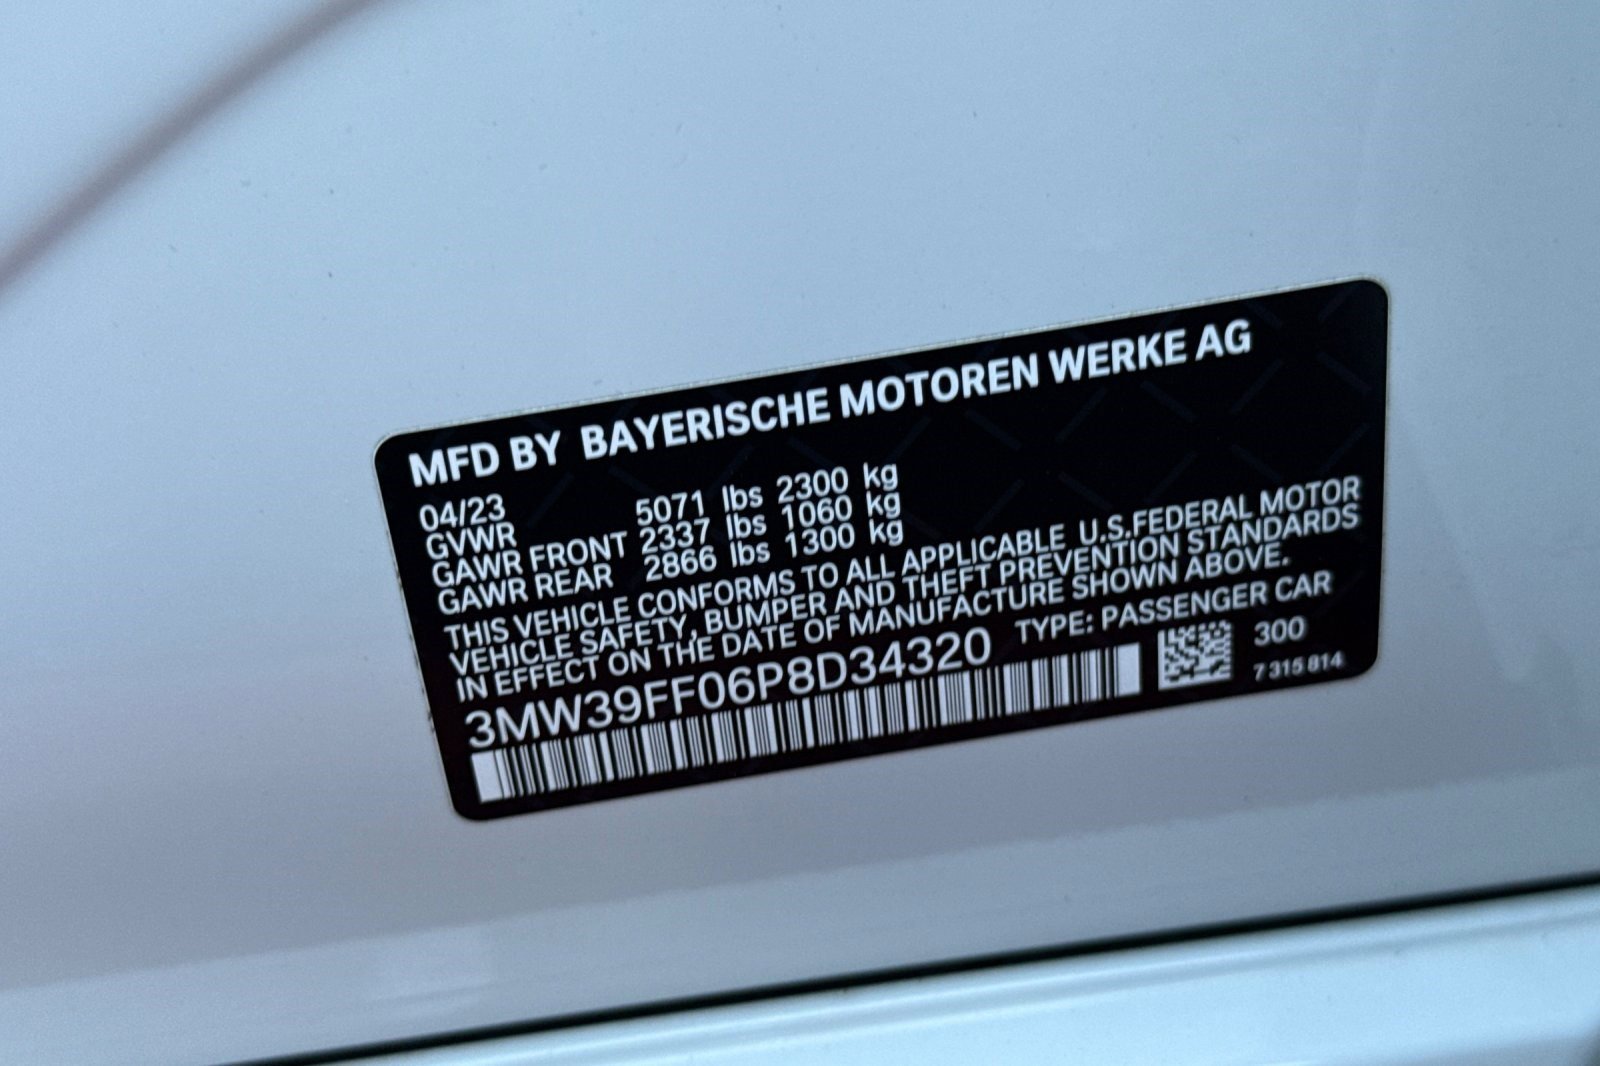 MFD BY BAYERISCHE MOTOREN WERKE AG
04/23
GVWR 5071 lbs 2300 kg
GAWR FRONT 2337 lbs 1060 kg
GAWR REAR 2866 lbs 1300 kg
THIS VEHICLE CONFORMS TO ALL APPLICABLE U.S.FEDERAL MOTOR
VEHICLE SAFETY, BUMPER AND THEFT PREVENTION STANDARDS
IN EFFECT ON THE DATE OF MANUFACTURE SHOWN ABOVE.
3MW39FF06P8D34320 TYPE: PASSENGER CAR
300
7 315 814